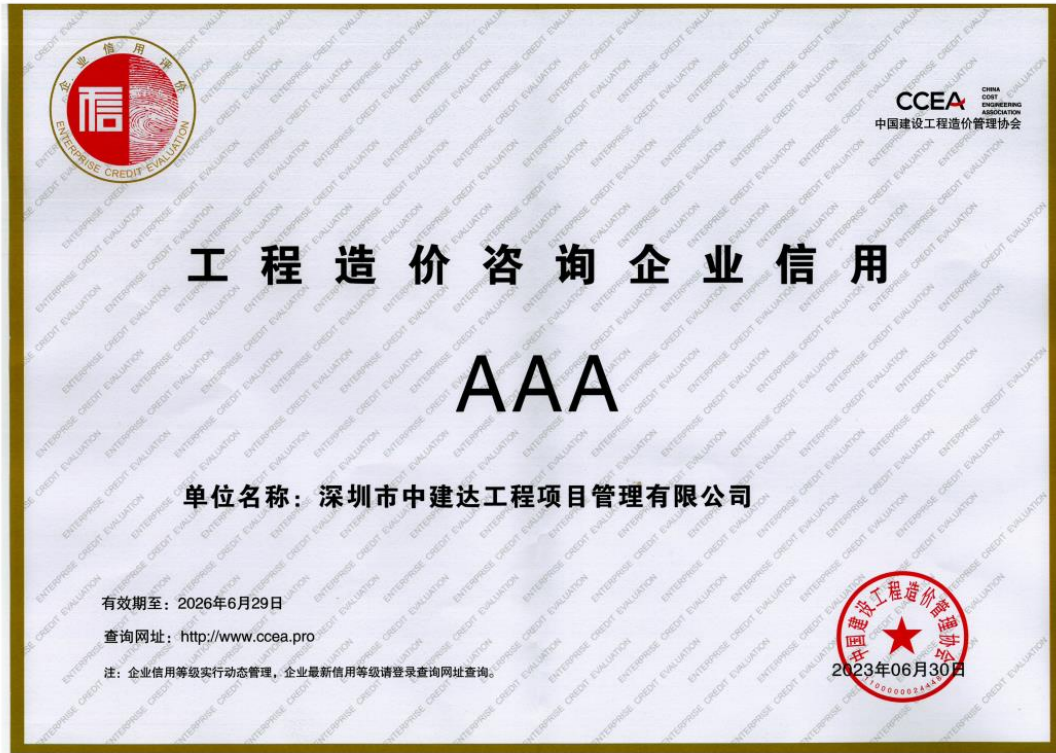 企业信用评价
信
ENTERPRISE CREDIT EVALUATION
CCEA
CHINA
COST
ENGINEERING
ASSOCIATION
中国建设工程造价管理协会
工程造价咨询企业信用
AAA
单位名称：深圳市中建达工程项目管理有限公司
有效期至：2026年6月29日
查询网址：http://www.ccea.pro
注：企业信用等级实行动态管理，企业最新信用等级请登录查询网址查询。
中国建设工程造价管理协会
2023年06月30日